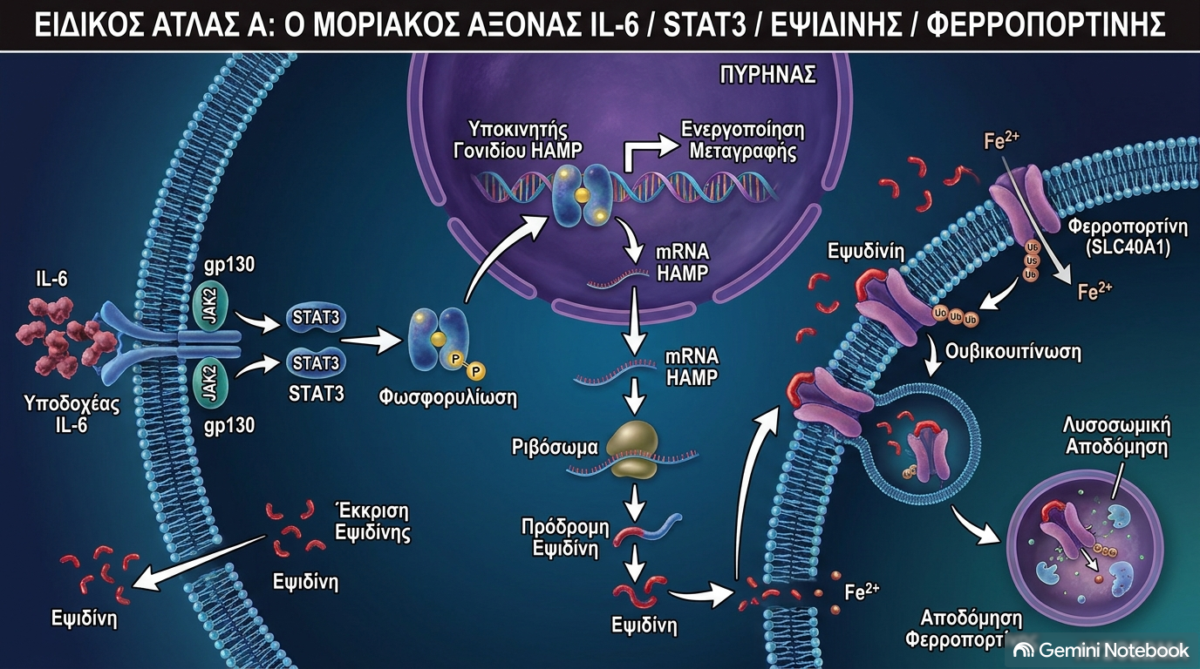 ΕΙΔΙΚΟΣ ΑΤΛΑΣ Α: Ο ΜΟΡΙΑΚΟΣ ΑΞΟΝΑΣ IL-6 / STAT3 / ΕΨΙΔΙΝΗΣ / ΦΕΡΡΟΠΟΡΤΙΝΗΣ
ΠΥΡΗΝΑΣ
Υποκινητής
Γονιδίου HAMP
Ενεργοποίηση
Μεταγραφής
mRNA
HAMP
IL-6
Υποδοχέας
IL-6
gp130
JAK2
JAK2
gp130
STAT3
STAT3
STAT3
P
P
Φωσφορυλίωση
mRNA
HAMP
Ριβόσωμα
Πρόδρομη
Εψιδίνη
Εψιδίνη
Έκκριση
Εψιδίνης
Εψιδίνη
Εψιδίνη
Fe2+
Fe2+
Φερροπορτίνη
(SLC40A1)
Fe2+
Εψυδίνίη
Ub Ub
Ουβικουιτίνωση
Λυσοσωμική
Αποδόμηση
Αποδόμηση
Gemini Notebook